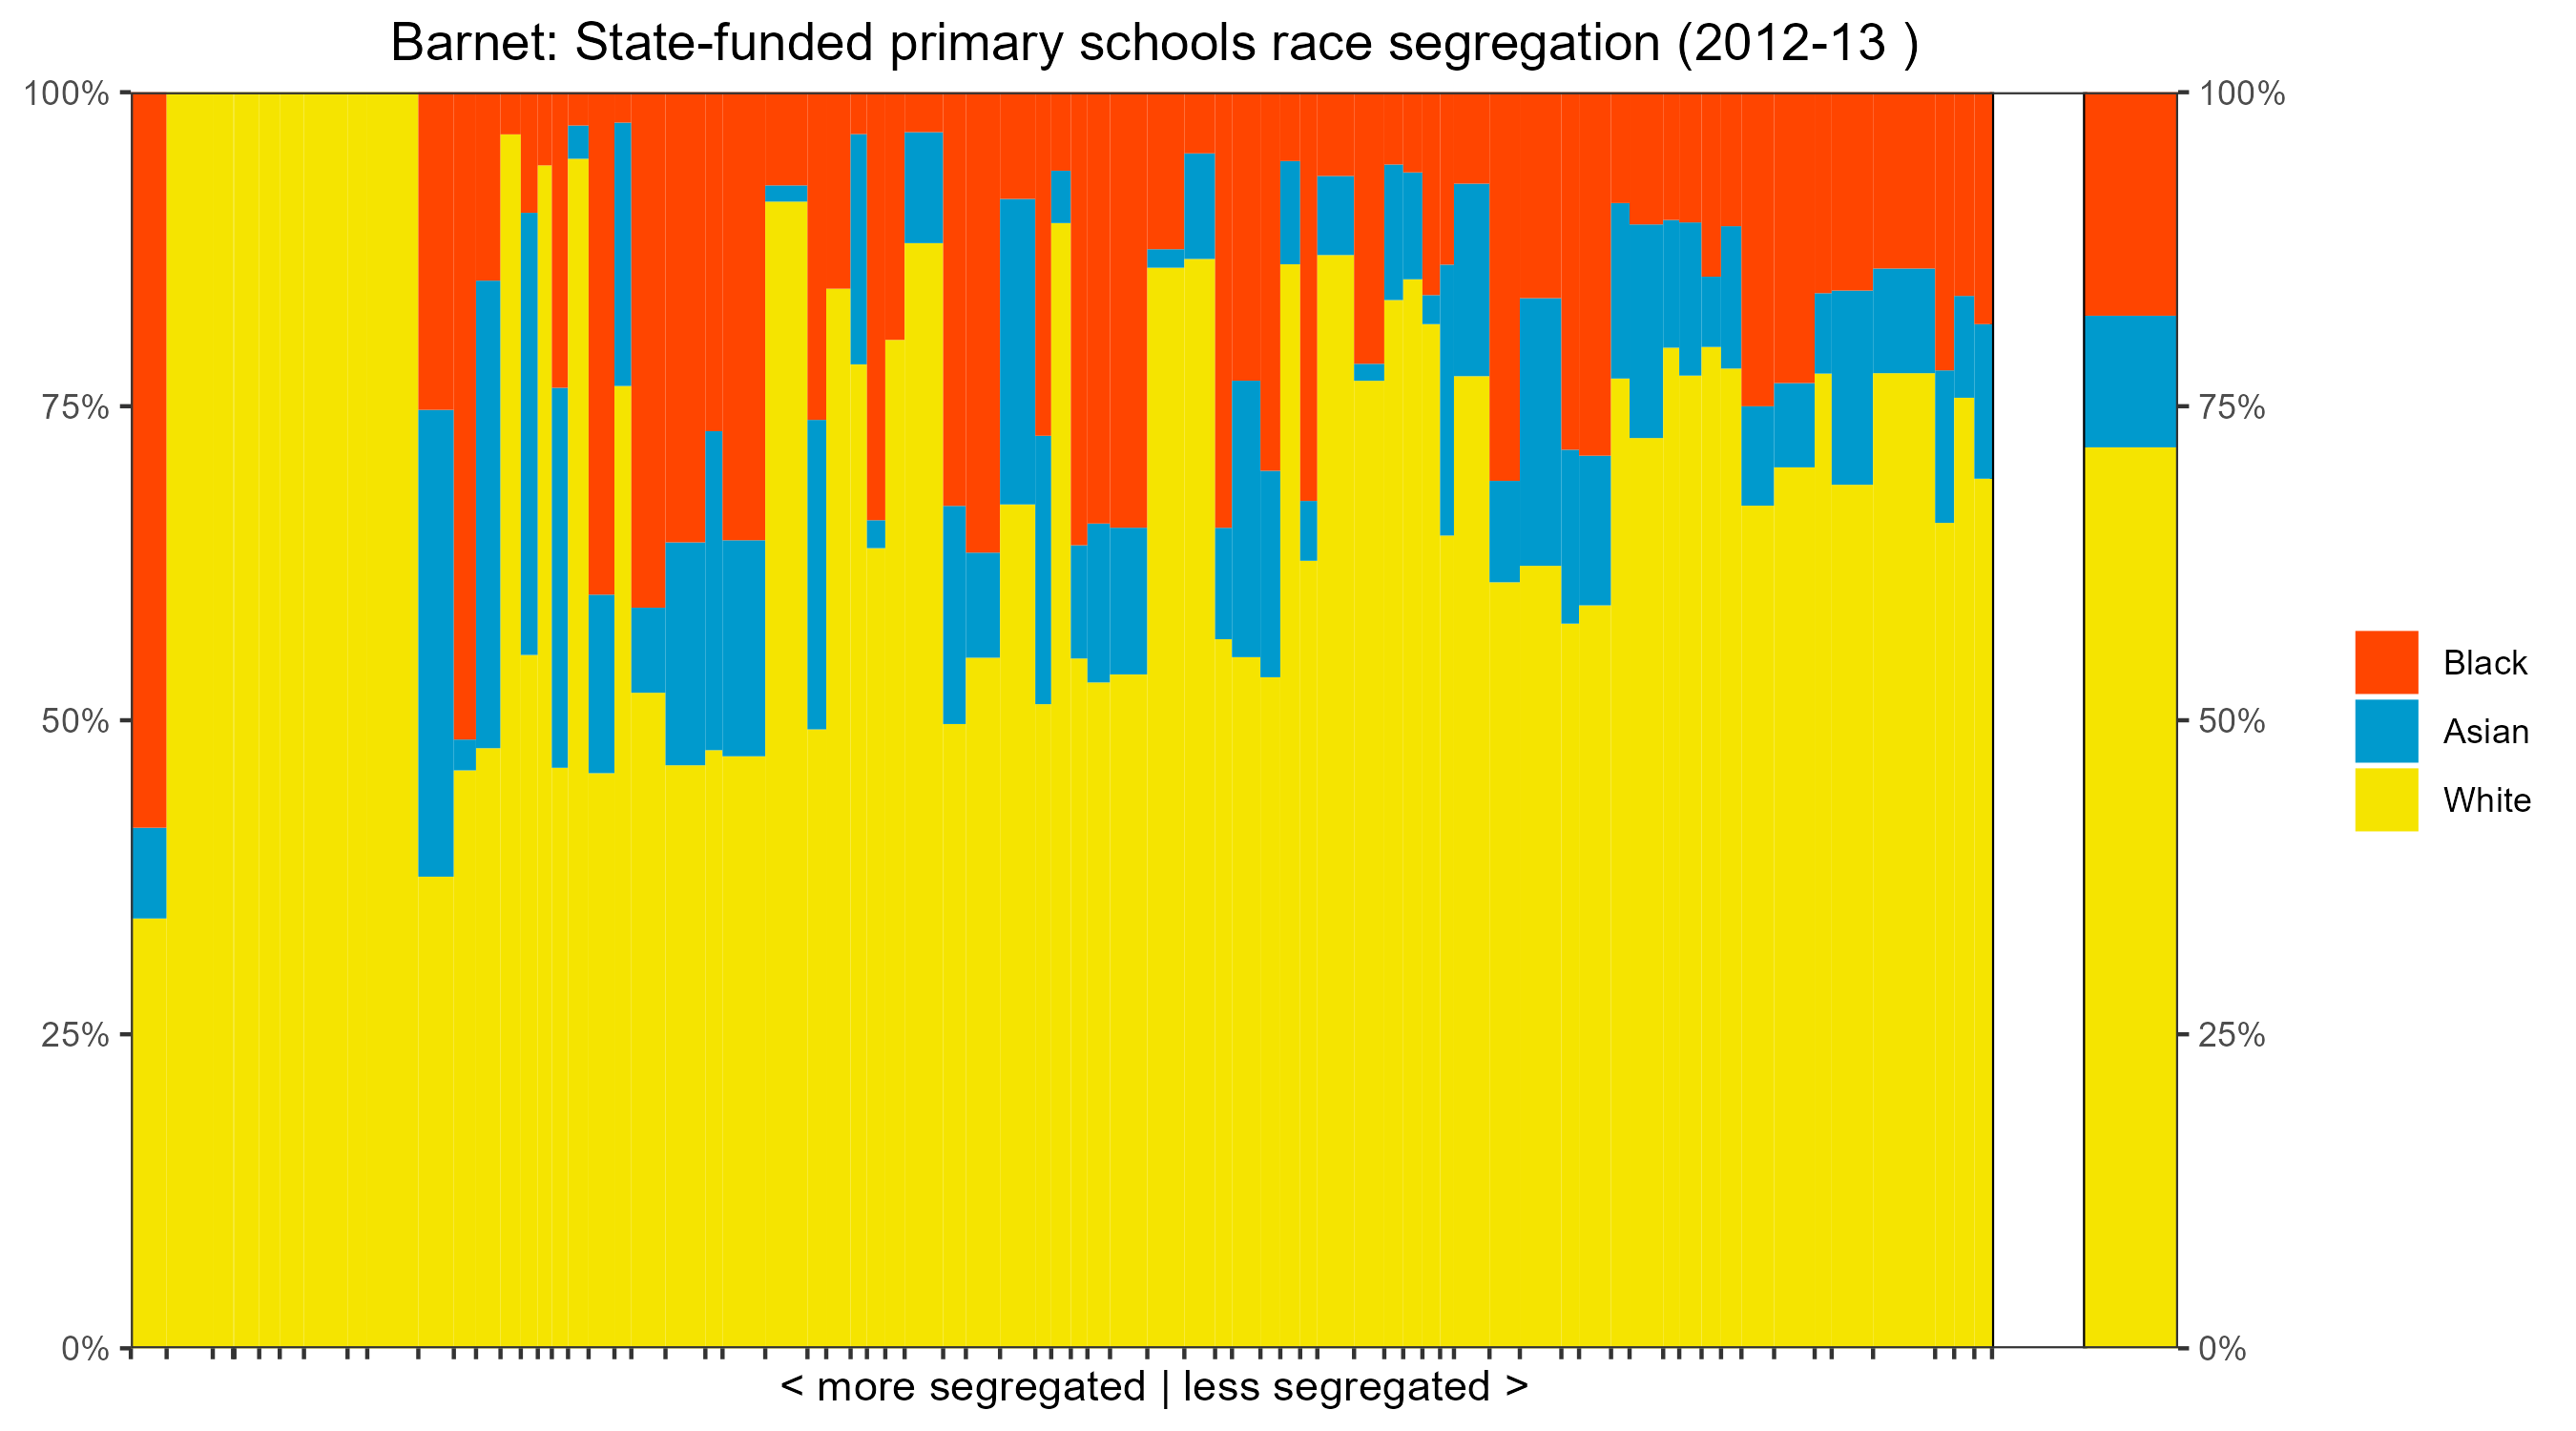 Barnet: State-funded primary schools race segregation (2012-13 )
100%
75%
50%
25%
0%
100%
75%
50%
25%
0%
Black
Asian
White
< more segregated | less segregated >